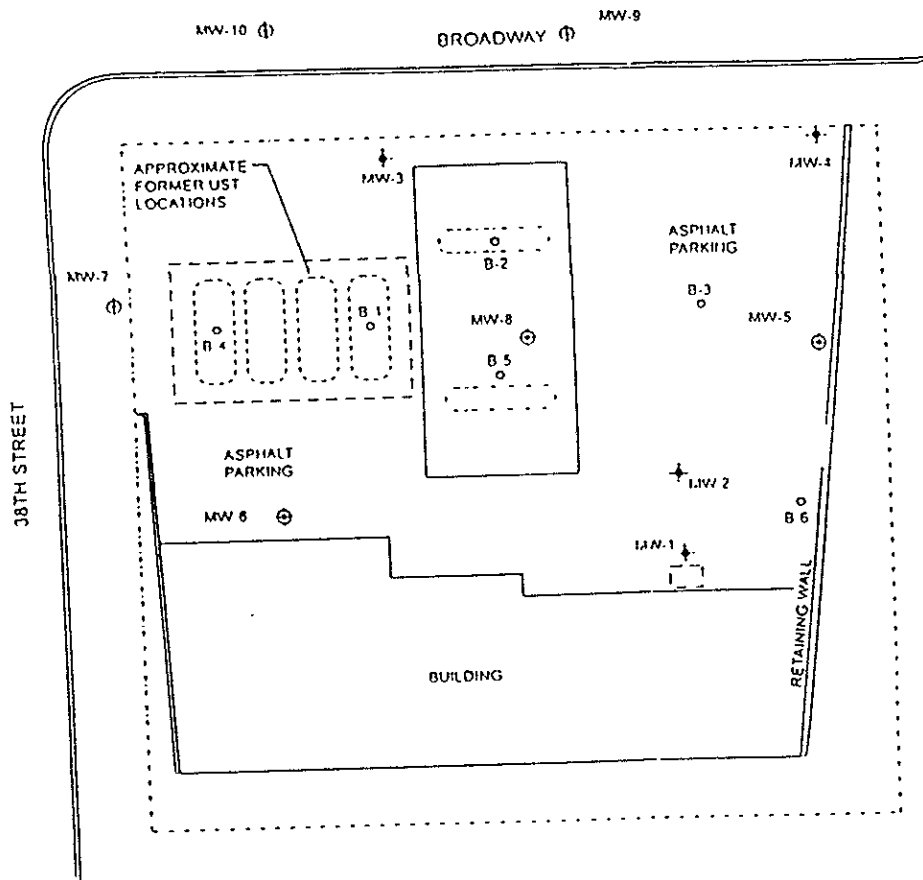 MW-10
MW-9
BROADWAY
APPROXIMATE
FORMER UST
LOCATIONS
MW-3
MW-4
ASPHALT
PARKING
B-2
MW-7
B-3
MW-8
MW-5
B 1
B 4
B 5
38TH STREET
ASPHALT
PARKING
MW 6
MW 2
B 6
MW-1
RETAINING WALL
BUILDING